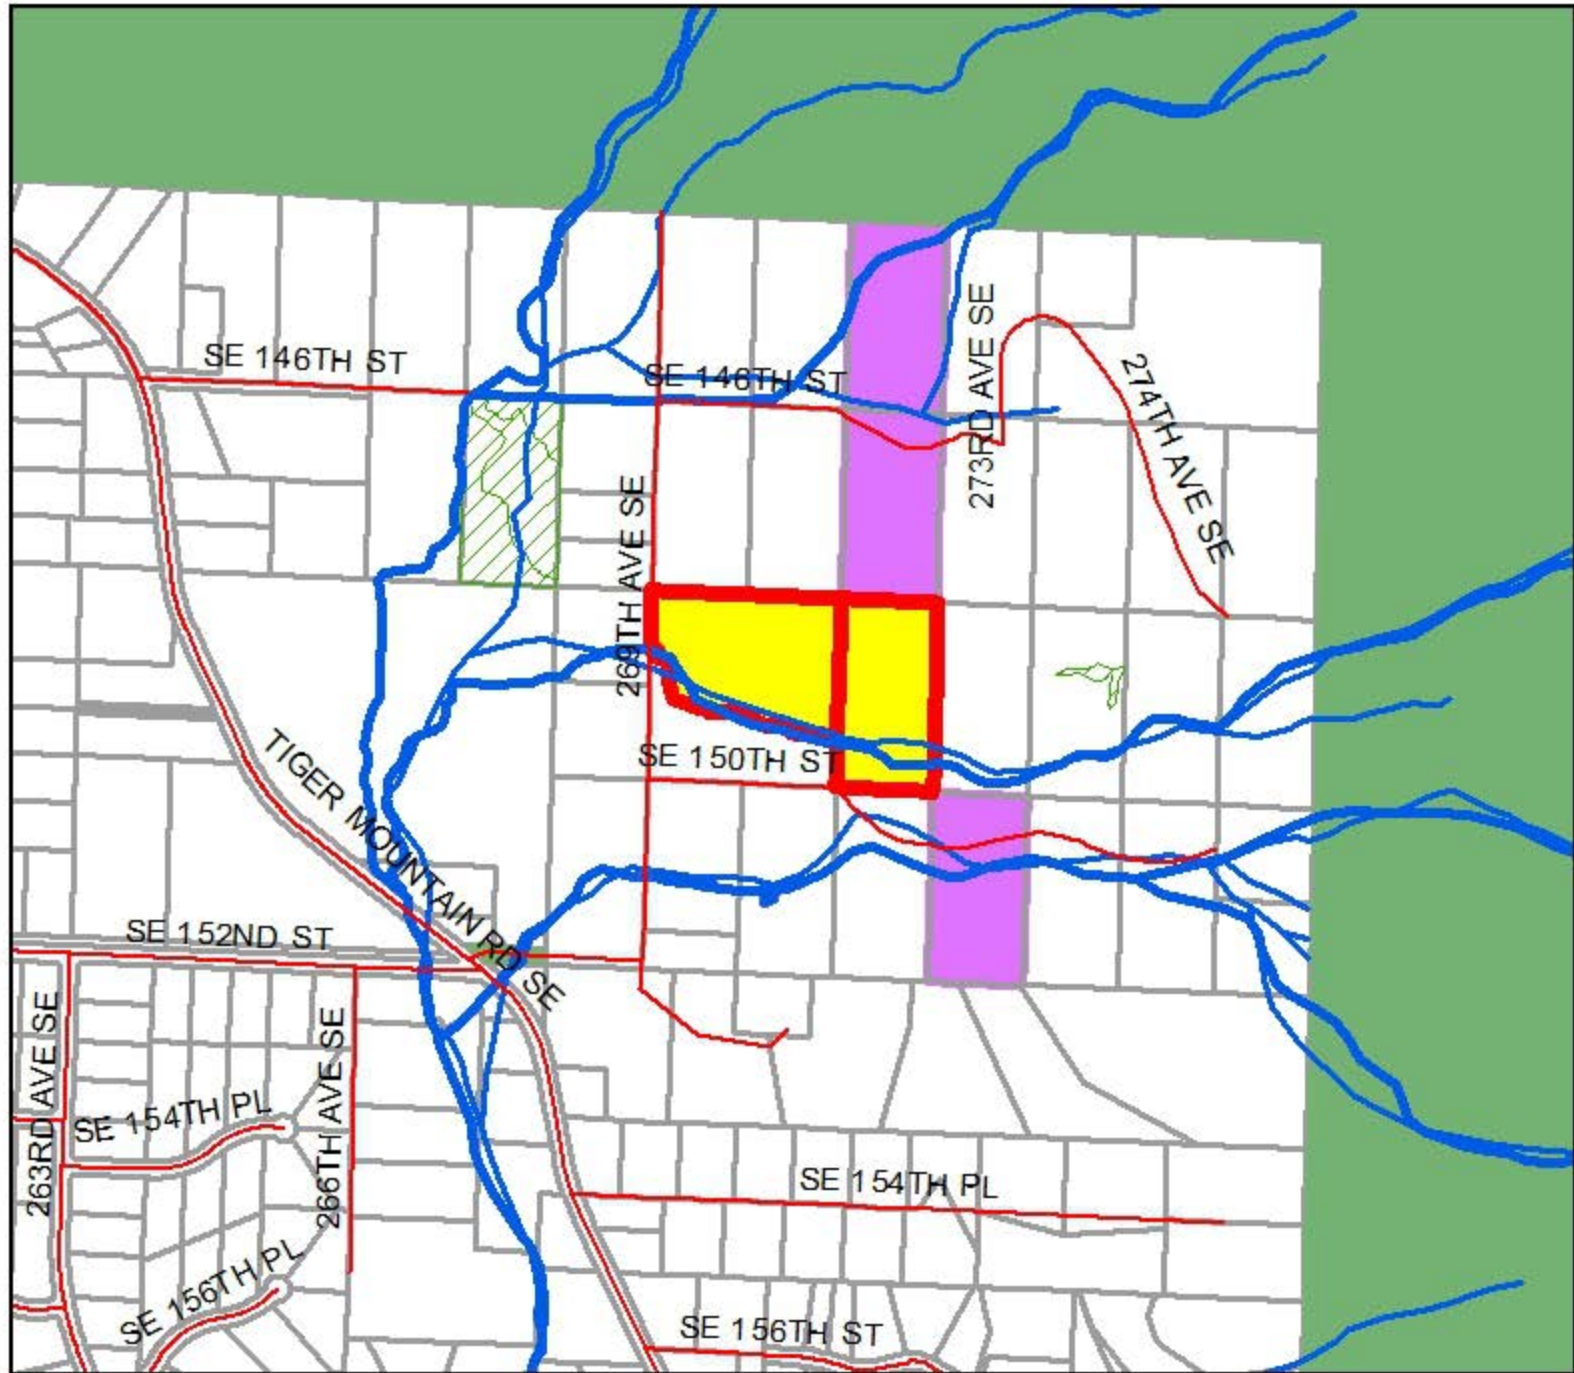 SE 146TH ST
SE 146TH ST
273RD AVE SE
274TH AVE SE
269TH AVE SE
SE 150TH ST
TIGER MOUNTAIN RD SE
SE 152ND ST
263RD AVE SE
266TH AVE SE
SE 154TH PL
SE 154TH PL
SE 156TH PL
SE 156TH ST